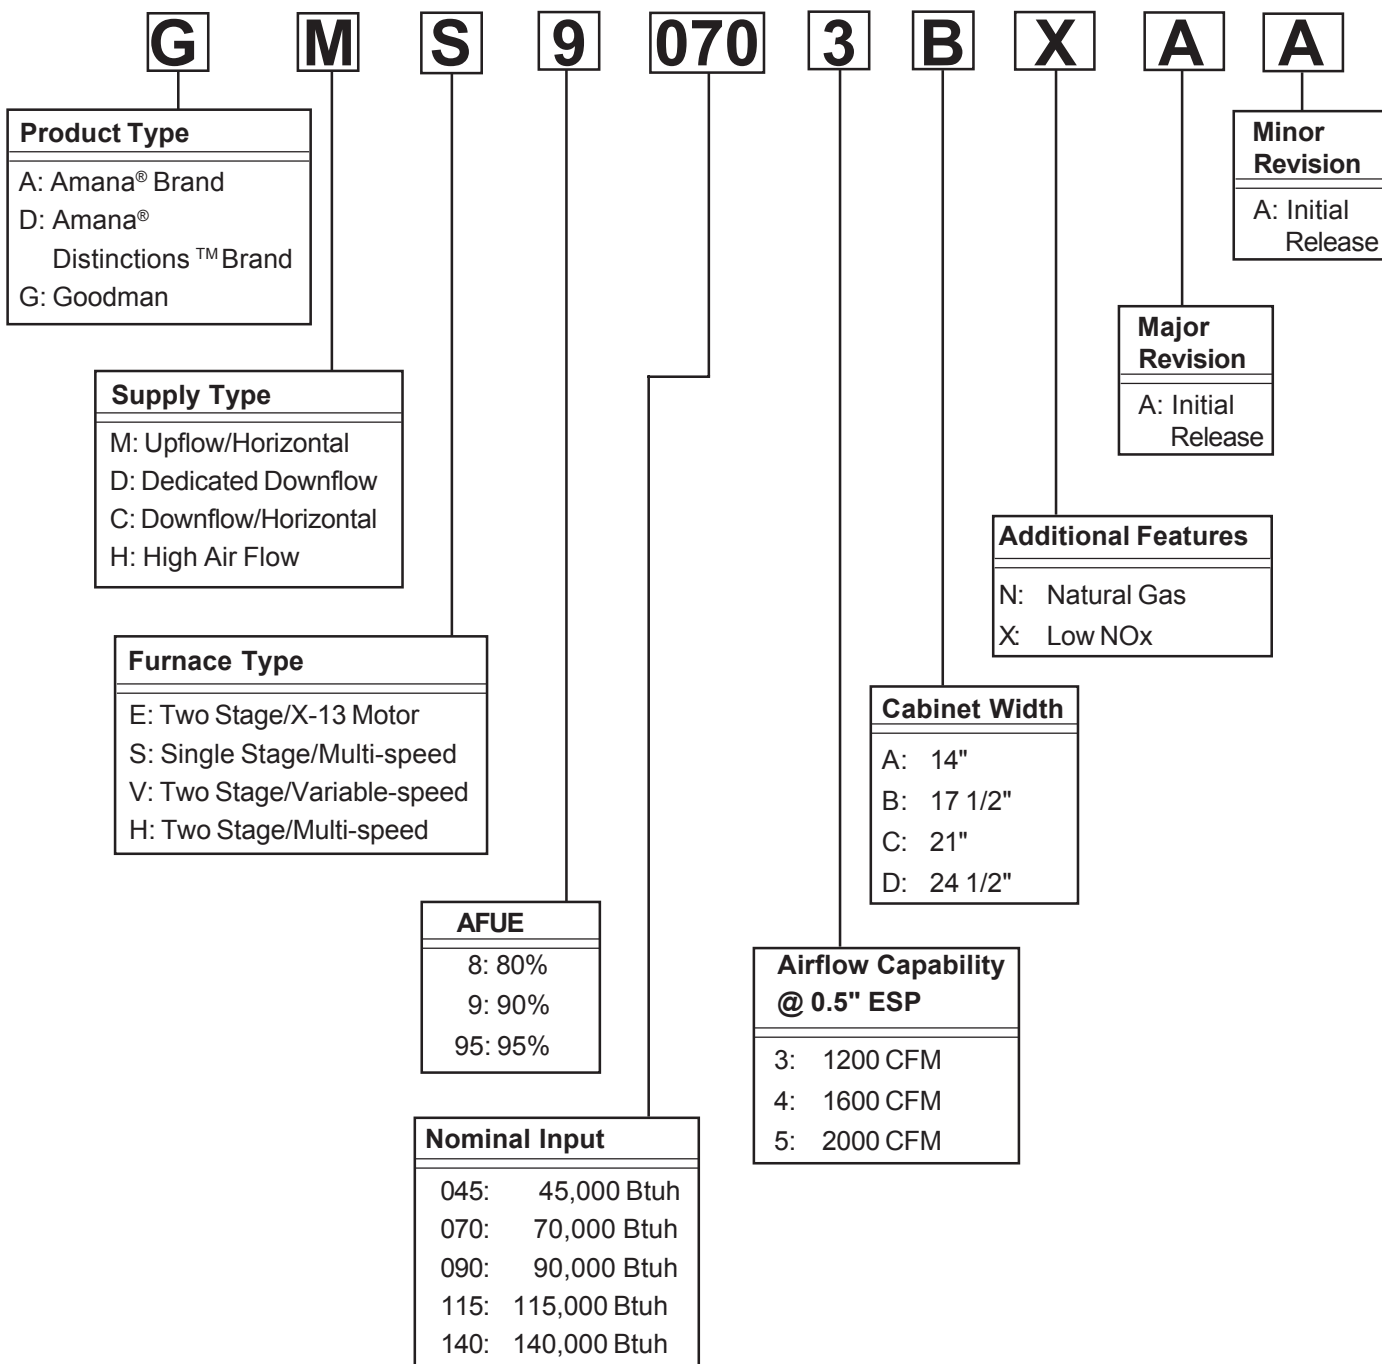 G M S 9 070 3 B X A A
Product Type
A: Amana® Brand
D: Amana®
Distinctions ™ Brand
G: Goodman
Minor
Revision
A: Initial
Release
Major
Revision
A: Initial
Release
Supply Type
M: Upflow/Horizontal
D: Dedicated Downflow
C: Downflow/Horizontal
H: High Air Flow
Additional Features
N: Natural Gas
X: Low NOx
Furnace Type
E: Two Stage/X-13 Motor
S: Single Stage/Multi-speed
V: Two Stage/Variable-speed
H: Two Stage/Multi-speed
Cabinet Width
A: 14"
B: 17 1/2"
C: 21"
D: 24 1/2"
AFUE
8: 80%
9: 90%
95: 95%
Airflow Capability
@ 0.5" ESP
3: 1200 CFM
4: 1600 CFM
5: 2000 CFM
Nominal Input
045: 45,000 Btuh
070: 70,000 Btuh
090: 90,000 Btuh
115: 115,000 Btuh
140: 140,000 Btuh